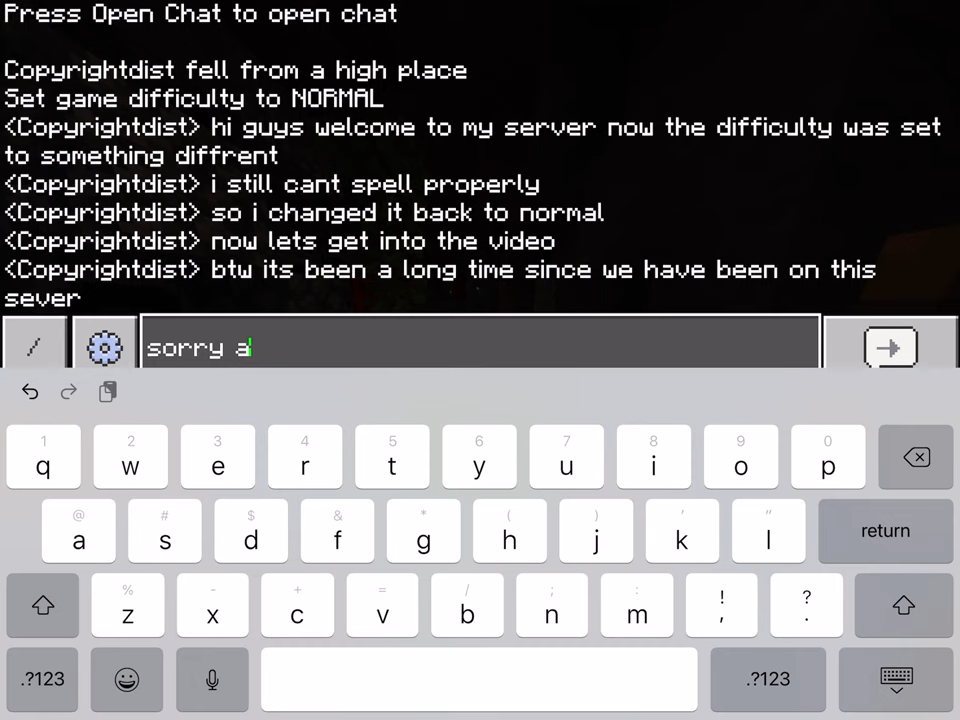 Press Open Chat to open chat
Copyrightdist fell from a high place
Set game difficulty to NORMAL
<Copyrightdist> hi guys welcome to my server now the difficulty was set
to something diffrent
<Copyrightdist> i still cant spell properly
<Copyrightdist> so i changed it back to normal
<Copyrightdist> now lets get into the video
<Copyrightdist> btw its been a long time since we have been on this
sever
/ sorry a
1 2 3 4 5 6 7 8 9 0
q w e r t y u i o p
@ # $ & * ( ) ' "
a s d f g h j k l return
% - + = / ; : ! ?
z x c v b n m , .
.?123 .?123